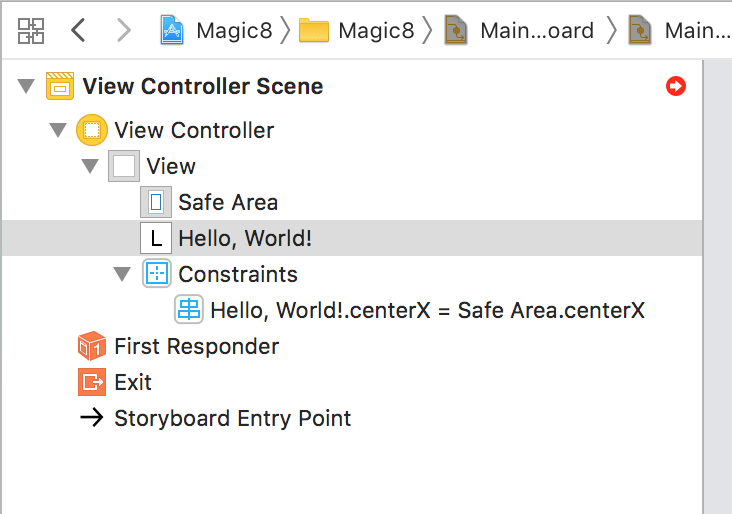 Magic8 Magic8 Main...oard Main...
View Controller Scene
View Controller
View
Safe Area
L Hello, World!
Constraints
Hello, World!.centerX = Safe Area.centerX
1 First Responder
Exit
Storyboard Entry Point